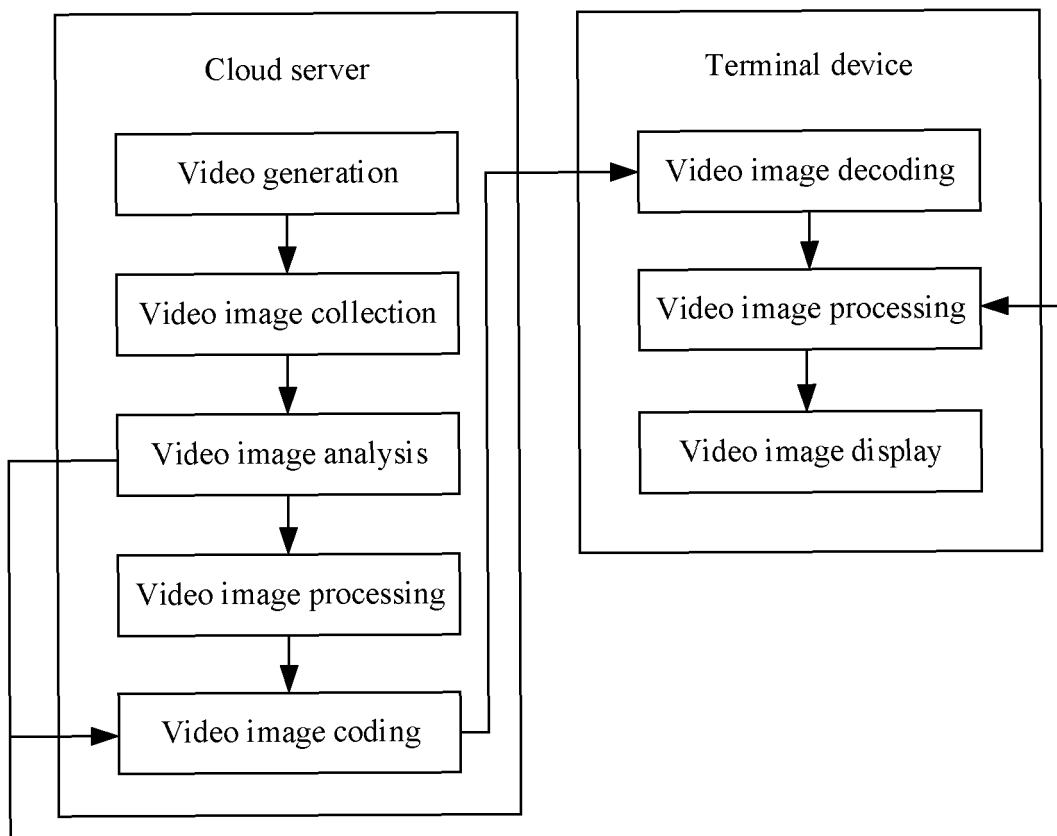 Cloud server
Video generation
Video image collection
Video image analysis
Video image processing
Video image coding
Terminal device
Video image decoding
Video image processing
Video image display